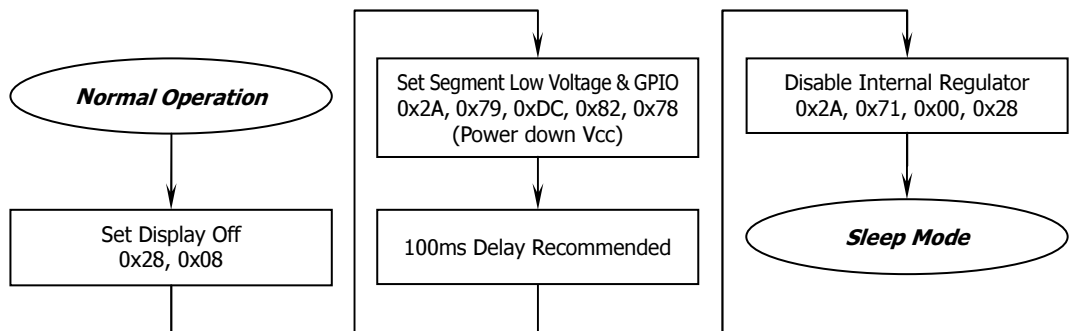 Normal Operation
Set Display Off
0x28, 0x08
Set Segment Low Voltage & GPIO
0x2A, 0x79, 0xDC, 0x82, 0x78
(Power down Vcc)
100ms Delay Recommended
Disable Internal Regulator
0x2A, 0x71, 0x00, 0x28
Sleep Mode